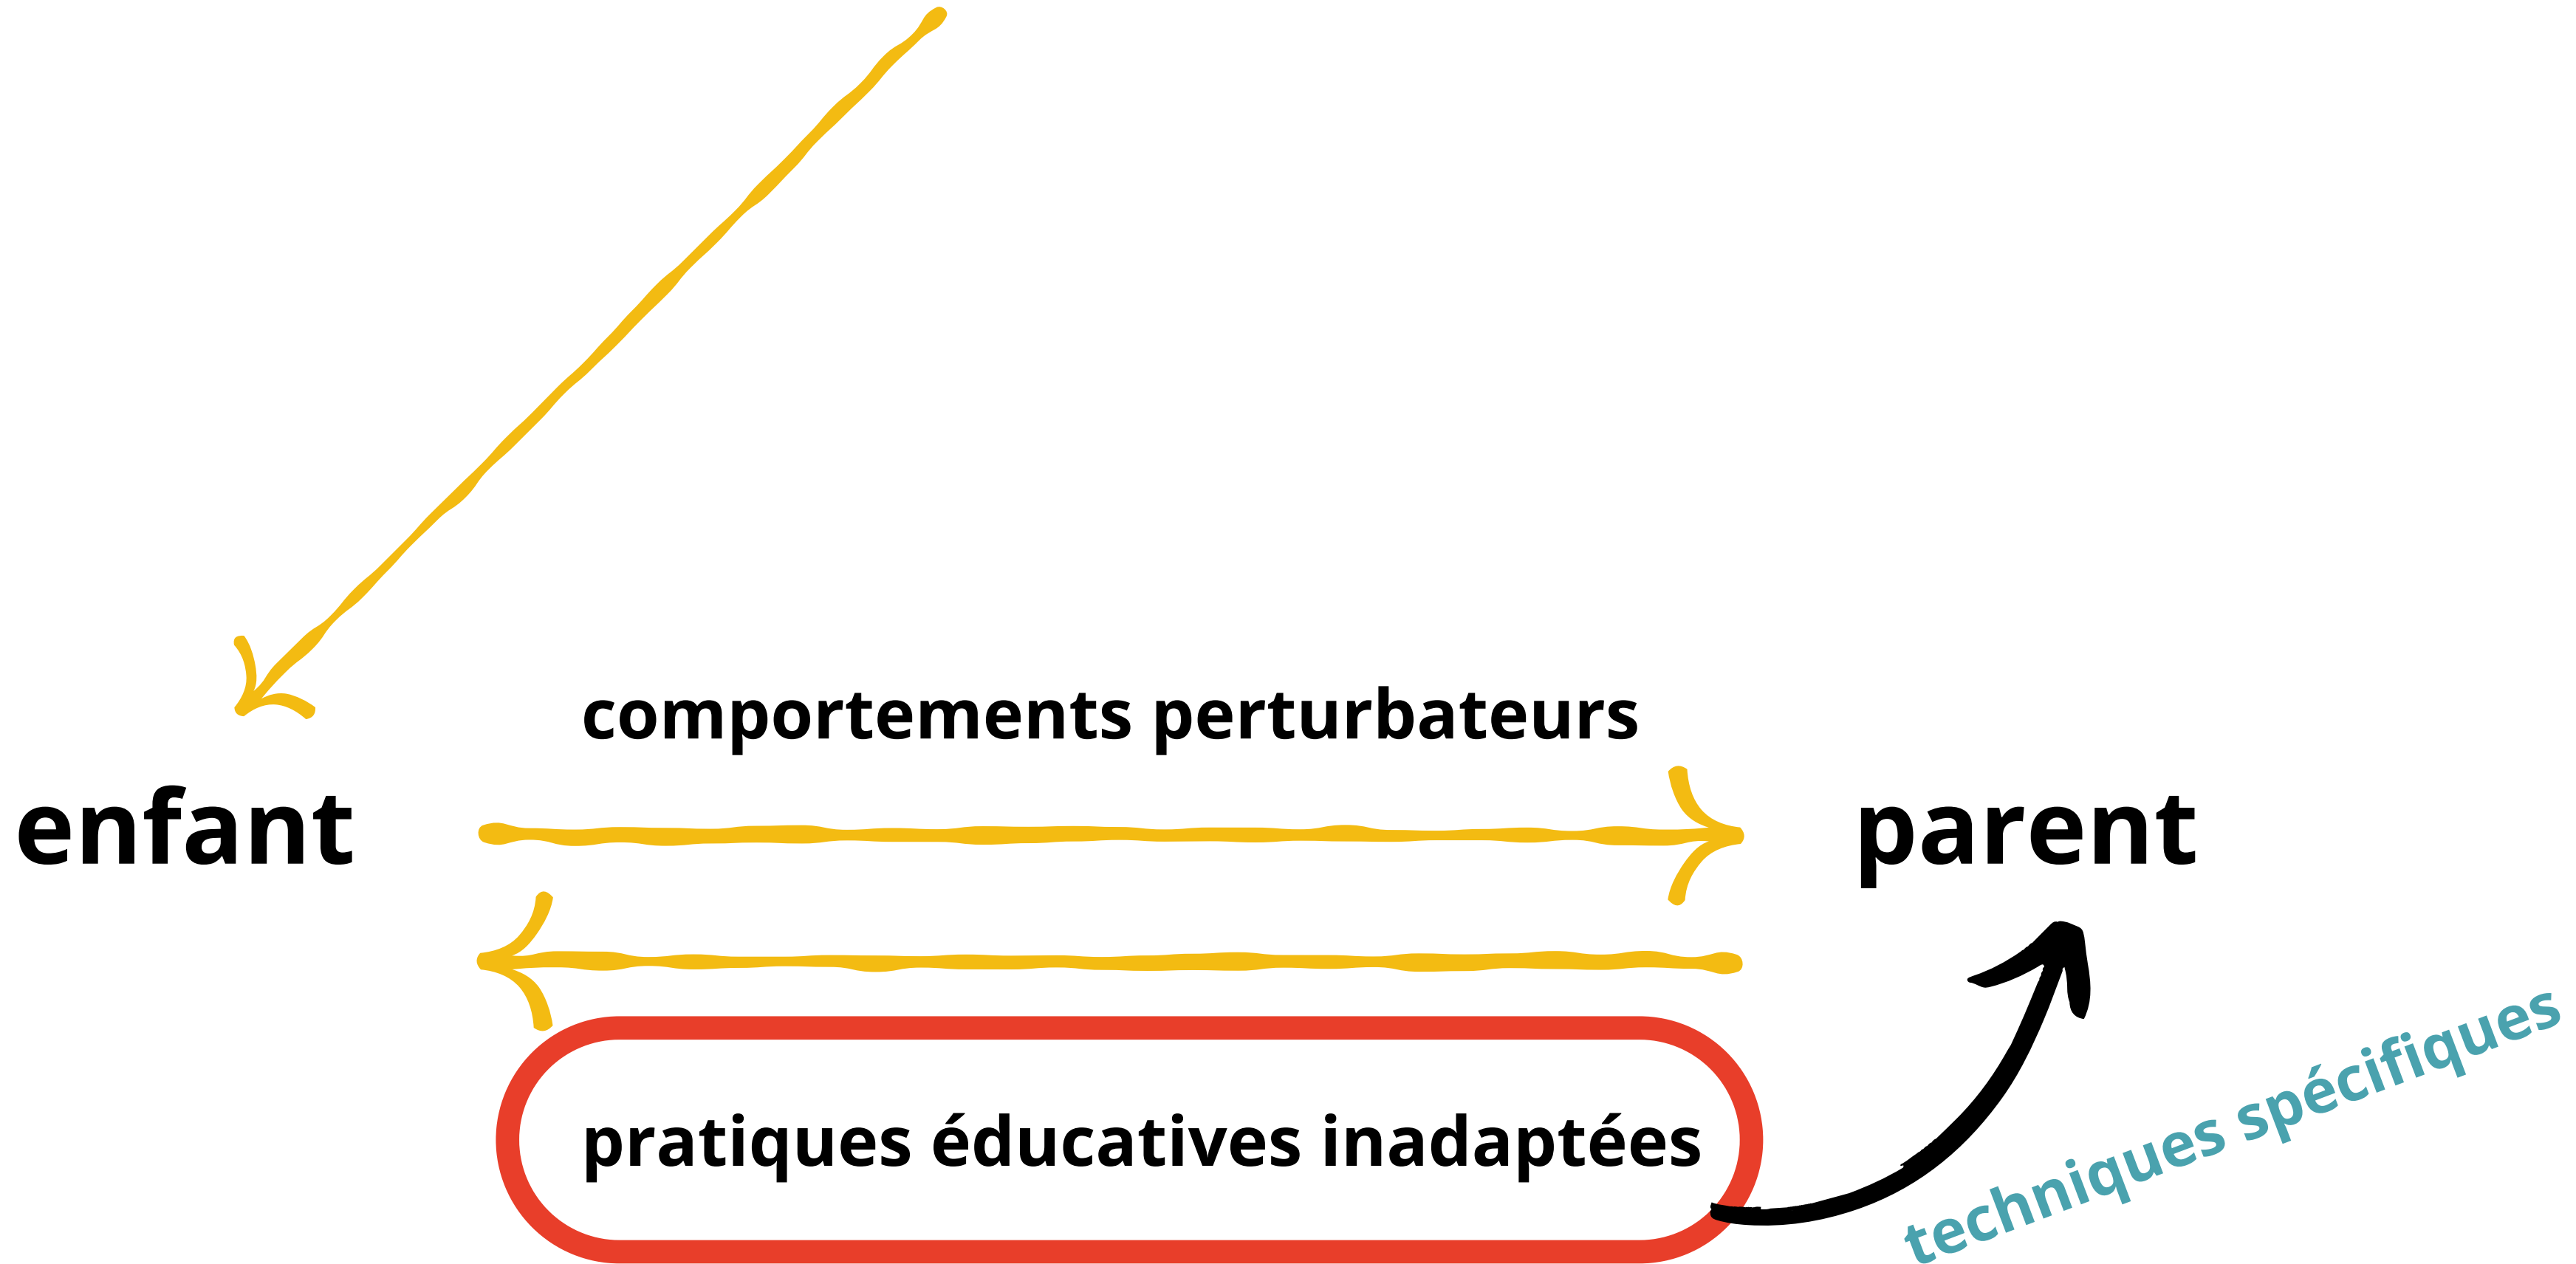 comportements perturbateurs
enfant
parent
pratiques éducatives inadaptées
techniques spécifiques